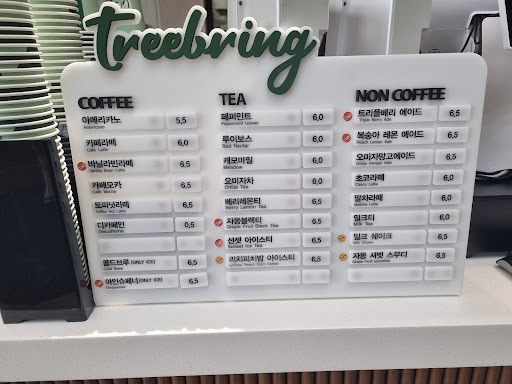 treebring
COFFEE
아메리카노 5,5
Americano
카페라떼 6,0
Cafe Latte
바닐라빈라떼 6,5
Vanilla Bean Latte
카페모카 6,5
Cafe Mocha
토피넛라떼 6,5
Toffee Nut Latte
디카페인 0,5
Decaffeine
콜드브루 (ONLY ICE) 6,5
Cold Brew
아인슈페너 (ONLY ICE) 6,5
TEA
페퍼민트 6,0
Peppermint Leaves
루이보스 6,0
Red Nectar
캐모마일 6,0
Meadow
오미자차 6,0
Omija Tea
베리레몬티 6,0
Berry Lemon Tea
자몽블랙티 6,5
Grape Fruit Black Tea
선셋 아이스티 6,5
Sunset Ice Tea
리치피치망 아이스티 6,5
NON COFFEE
트리플베리 에이드 6,5
Triple Berry Ade
복숭아 레몬 에이드 6,5
Peach Lemon Ade
오미자망고에이드 6,5
Omija Mango Ade
초코라떼 6,0
Choco Latte
말차라떼 6,0
Matcha Latte
밀크티 6,0
Milk Tea
밀크 쉐이크 6,5
Milk Shake
자몽 셔벗 스무디 6,5